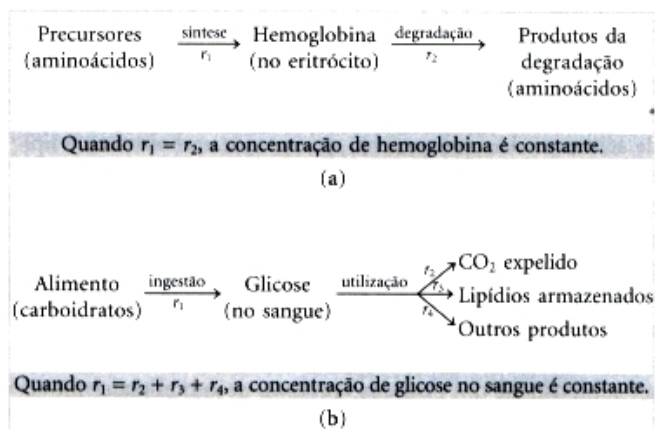 Precursores síntese Hemoglobina degradação Produtos da
(aminoácidos) r₁ (no eritrócito) r₂ degradação
(aminoácidos)
Quando r₁ = r₂, a concentração de hemoglobina é constante.
(a)
r₂ CO₂ expelido
Alimento ingestão Glicose utilização r₃ Lipídios armazenados
(carboidratos) r₁ (no sangue) r₄ Outros produtos
Quando r₁ = r₂ + r₃ + r₄, a concentração de glicose no sangue é constante.
(b)